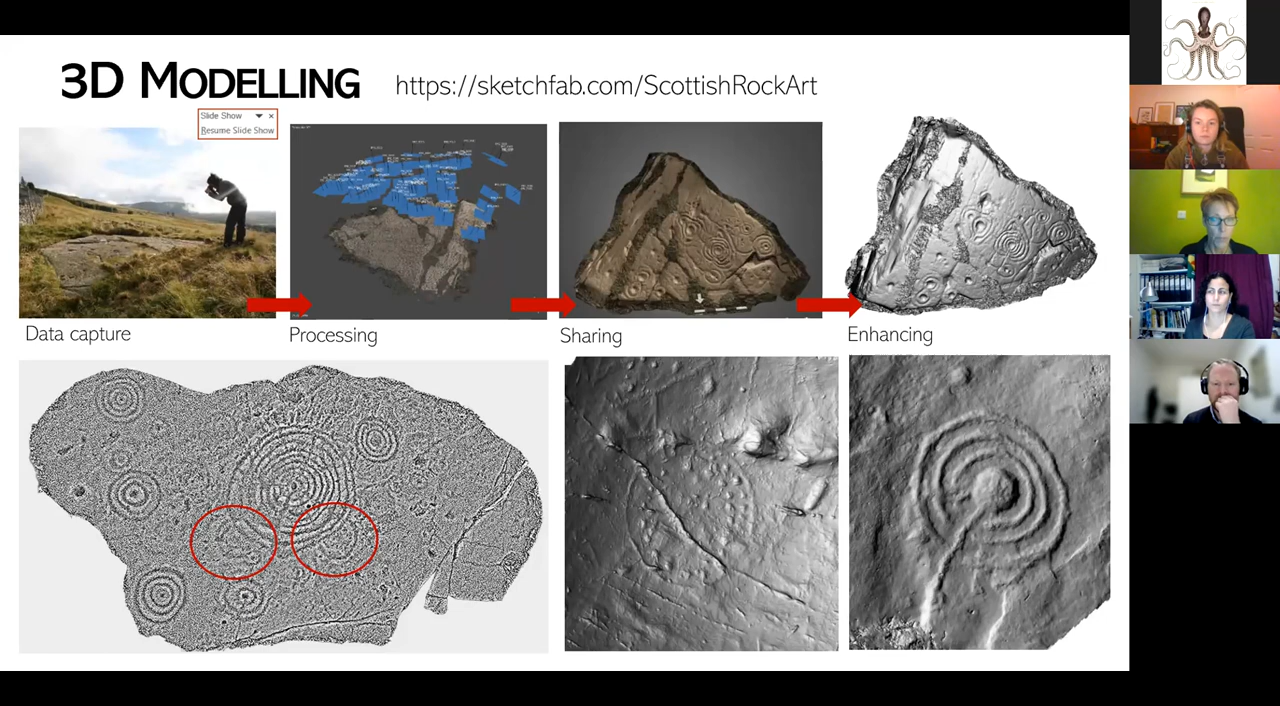 3D MODELLING
https://sketchfab.com/ScottishRockArt
Slide Show
Resume Slide Show
Data capture
Processing
Sharing
Enhancing